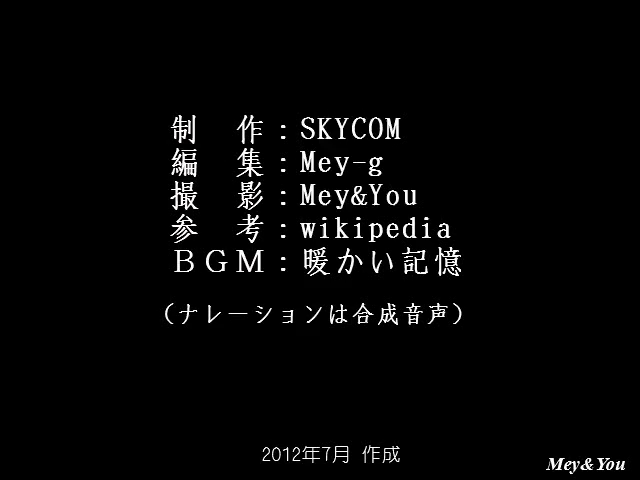 制　作：SKYCOM
編　集：Mey-g
撮　影：Mey&You
参　考：wikipedia
ＢＧＭ：暖かい記憶
（ナレーションは合成音声）
2012年7月 作成
Mey&You